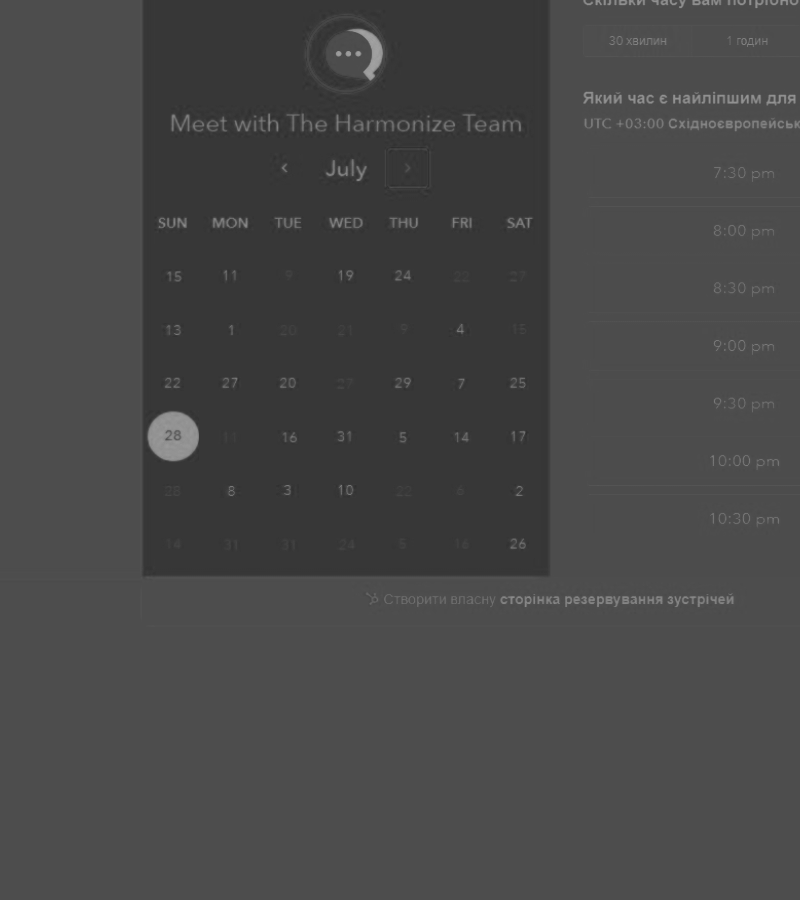 Скільки часу вам потрібно
30 хвилин 1 годин
Який час є найліпшим для
UTC +03:00 Східноєвропейськ
Meet with The Harmonize Team
July
SUN MON TUE WED THU FRI SAT
15 11 9 19 24 22 27
13 1 20 21 9 4 15
22 27 20 27 29 7 25
28 11 16 31 5 14 17
28 8 3 10 22 6 2
14 31 31 24 5 16 26
7:30 pm
8:00 pm
8:30 pm
9:00 pm
9:30 pm
10:00 pm
10:30 pm
Створити власну сторінка резервування зустрічей